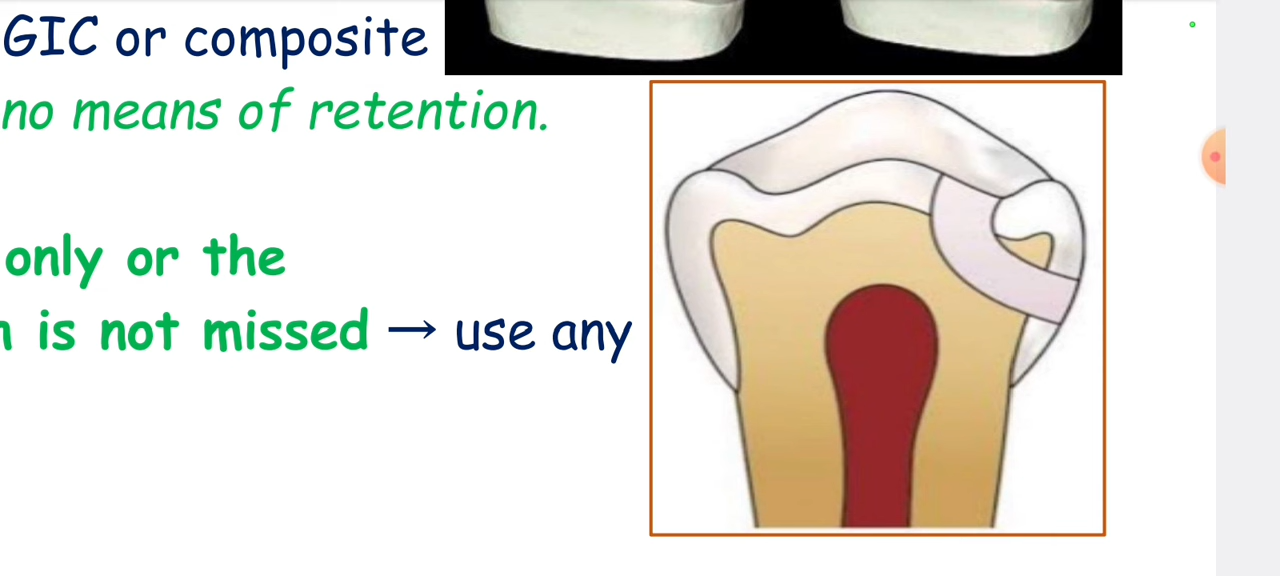 GIC or composite
no means of retention.
only or the
is not missed → use any